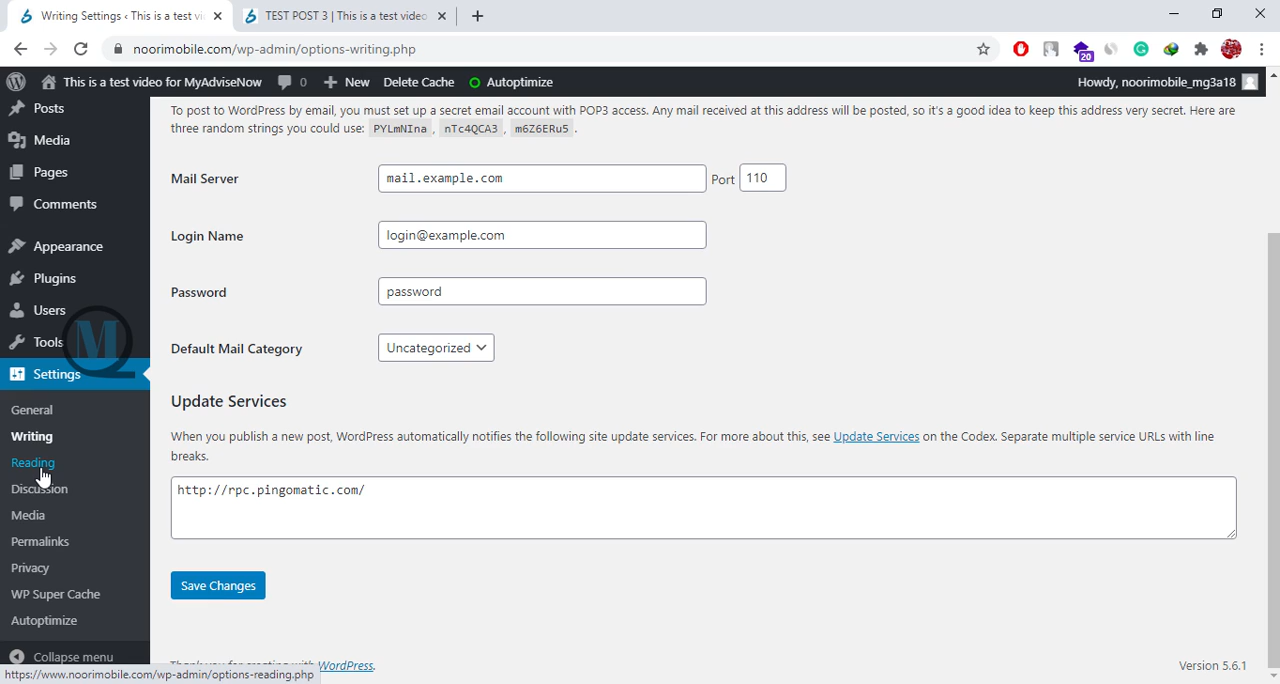 Writing Settings ‹ This is a test vi
TEST POST 3 | This is a test video
noorimobile.com/wp-admin/options-writing.php
20
This is a test video for MyAdviseNow
0
New
Delete Cache
Autoptimize
Howdy, noorimobile_mg3a18
Posts
Media
Pages
Comments
Appearance
Plugins
Users
Tools
Settings
General
Writing
Reading
Discussion
Media
Permalinks
Privacy
WP Super Cache
Autoptimize
Collapse menu
To post to WordPress by email, you must set up a secret email account with POP3 access. Any mail received at this address will be posted, so it's a good idea to keep this address very secret. Here are
three random strings you could use: PYLmNIna , nTc4QCA3 , m6Z6ERu5 .
Mail Server
mail.example.com
Port 110
Login Name
login@example.com
Password
password
Default Mail Category
Uncategorized
Update Services
When you publish a new post, WordPress automatically notifies the following site update services. For more about this, see Update Services on the Codex. Separate multiple service URLs with line
breaks.
http://rpc.pingomatic.com/
Save Changes
Thank you for creating with WordPress.
Version 5.6.1
https://www.noorimobile.com/wp-admin/options-reading.php
M